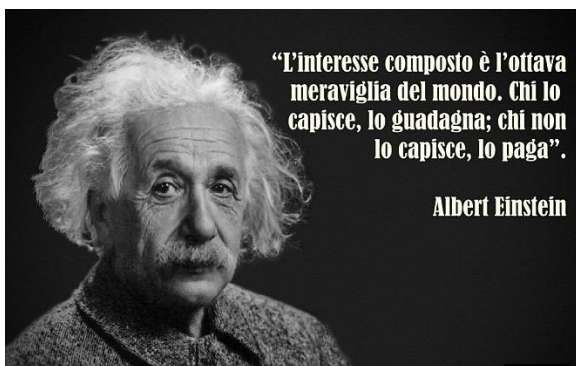 “L’interesse composto è l’ottava
meraviglia del mondo. Chi lo
capisce, lo guadagna; chi non
lo capisce, lo paga”.
Albert Einstein